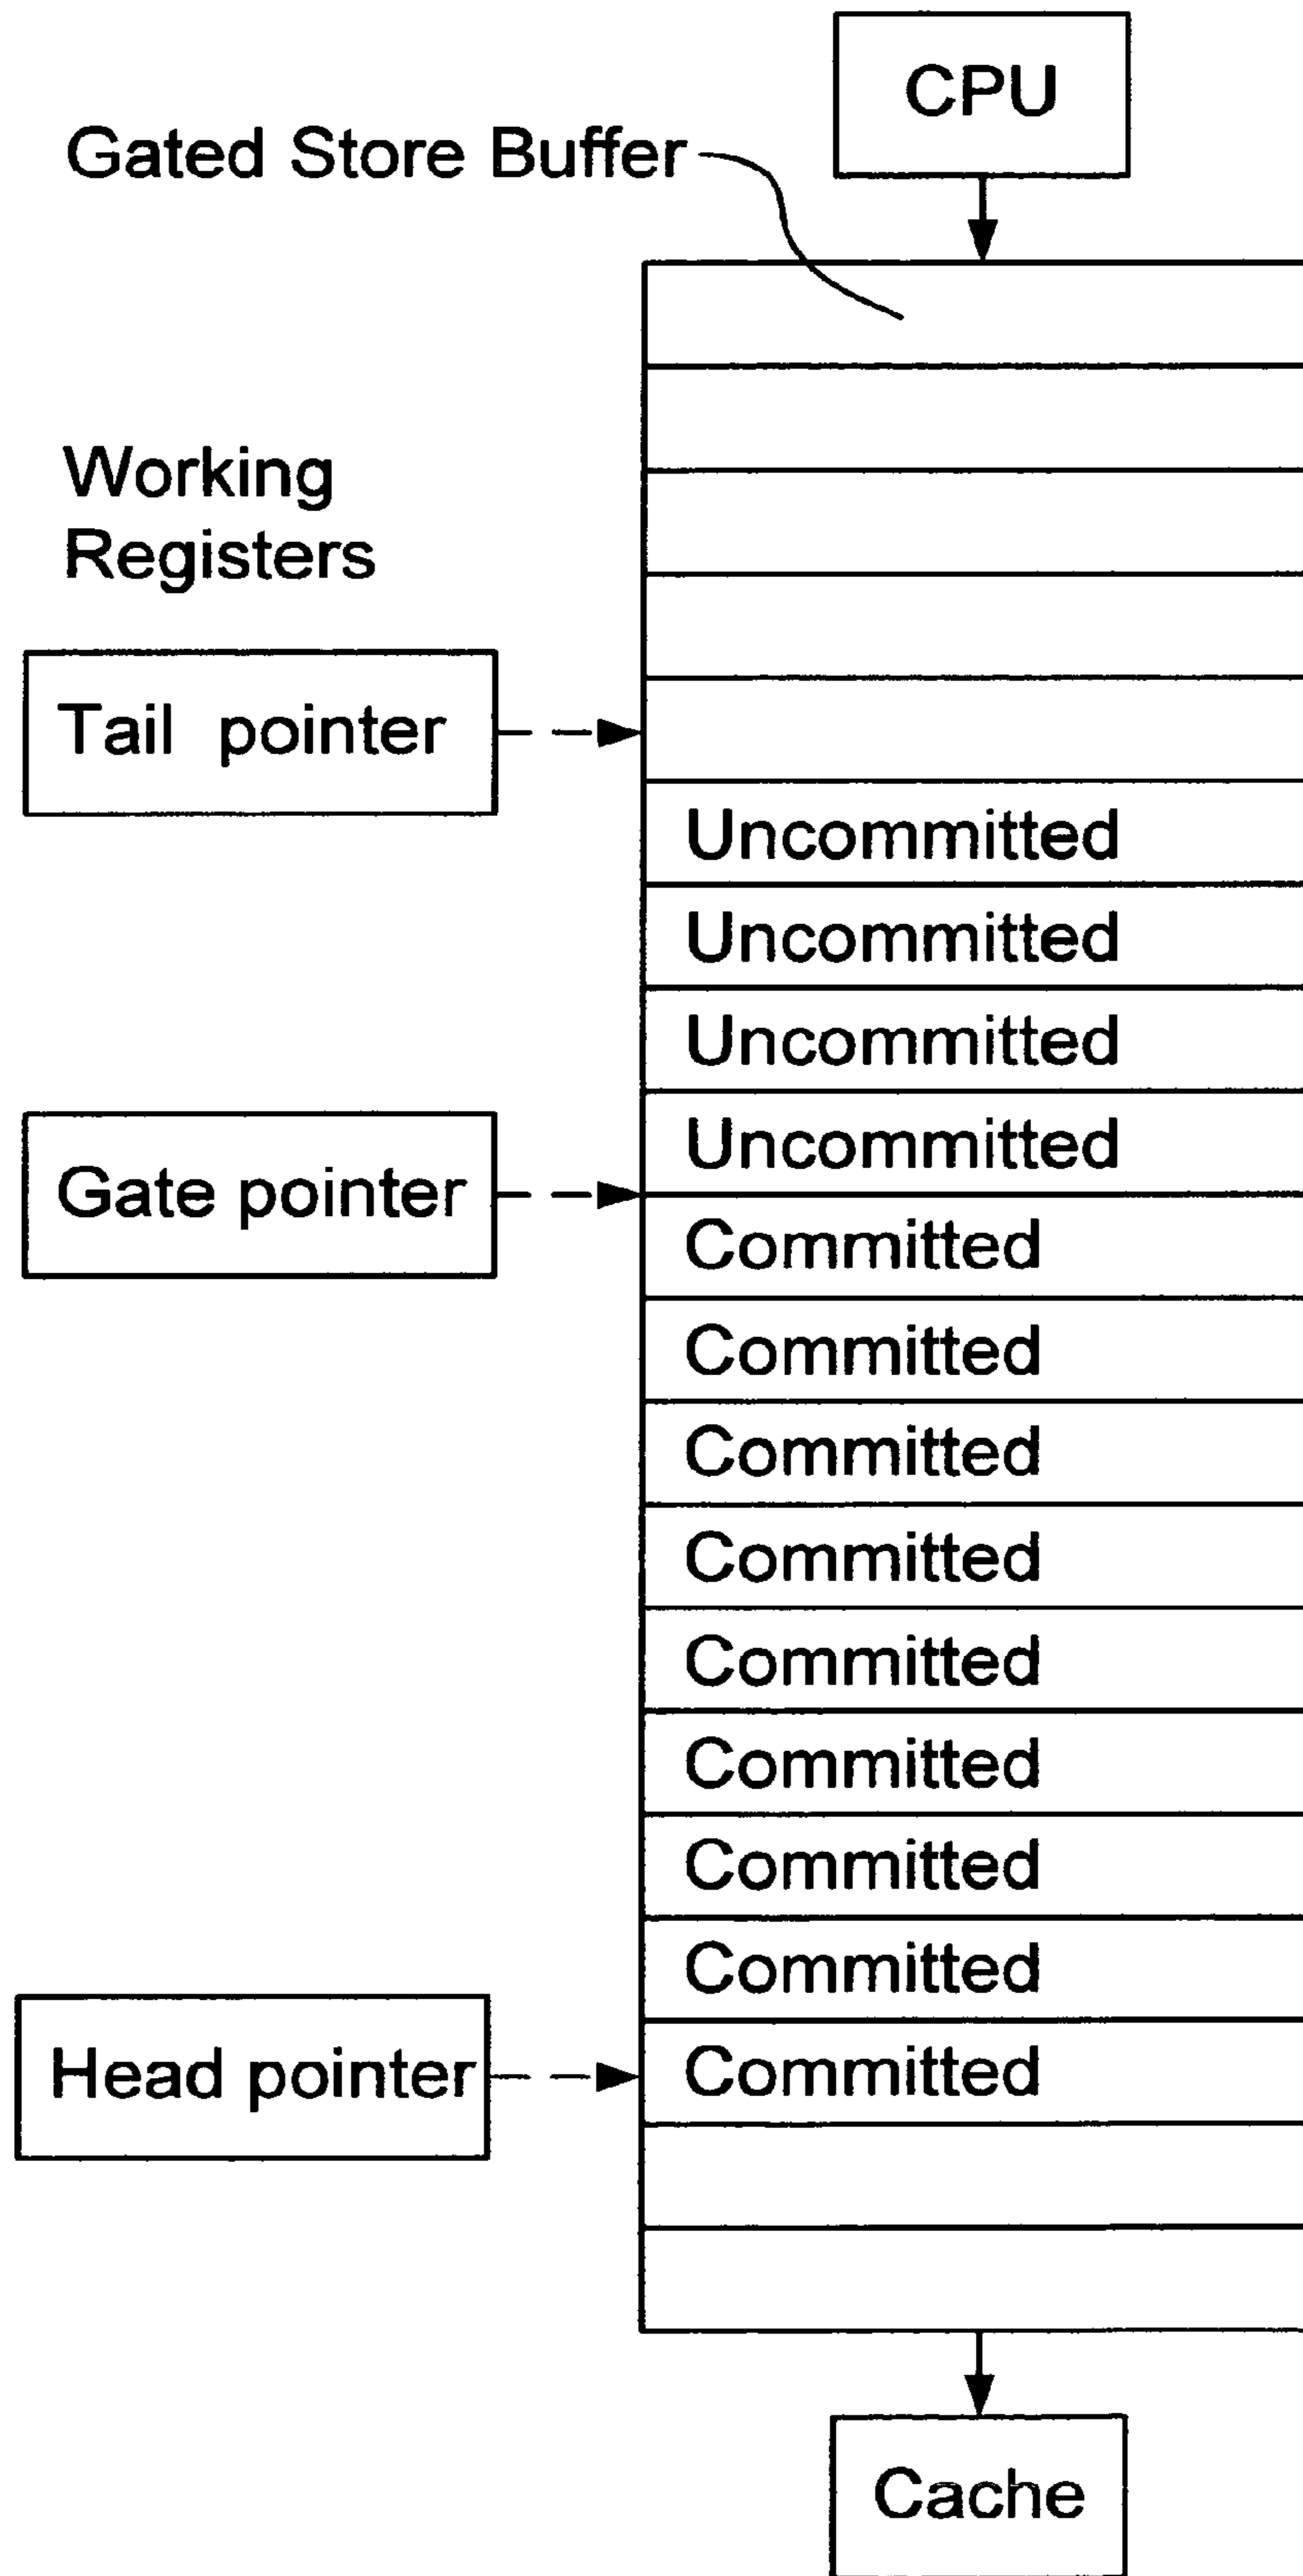 CPU
Gated Store Buffer
Working
Registers
Tail pointer
Uncommitted
Uncommitted
Uncommitted
Uncommitted
Gate pointer
Committed
Committed
Committed
Committed
Committed
Committed
Committed
Committed
Head pointer
Committed
Cache